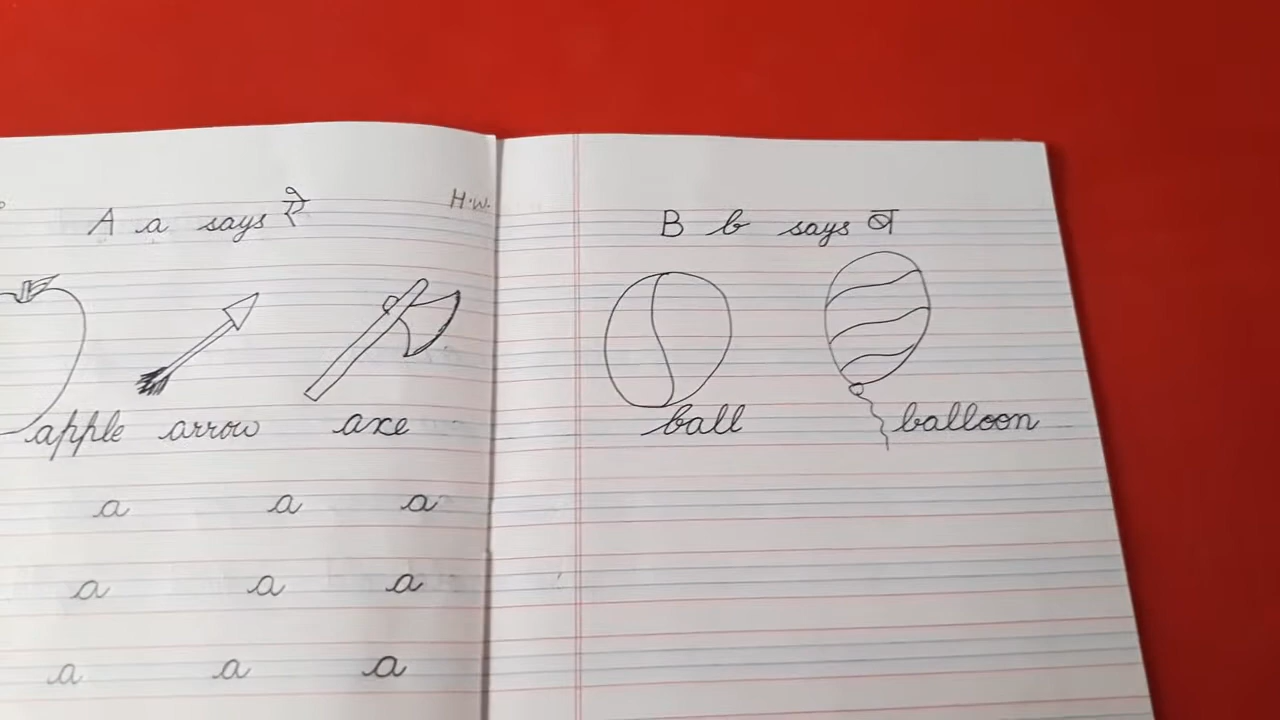 H.W.
A a says ऐ
apple arrow axe
a a a
a a a
a a a
B b says ब
ball balloon